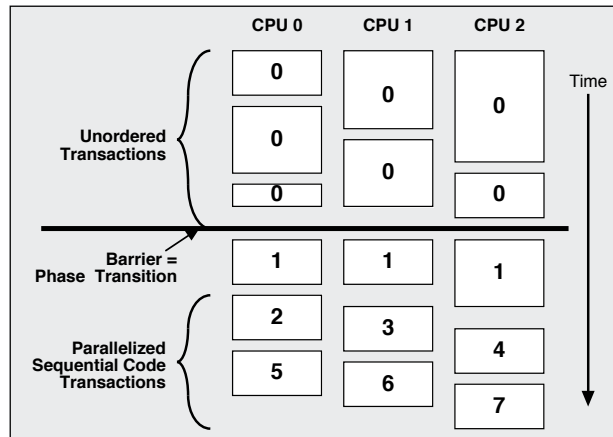 CPU 0 CPU 1 CPU 2
Time
0 0 0
Unordered
Transactions
0 0
0 0
Barrier =
Phase Transition
1 1 1
2 3 4
Parallelized
Sequential Code
Transactions
5 6 7